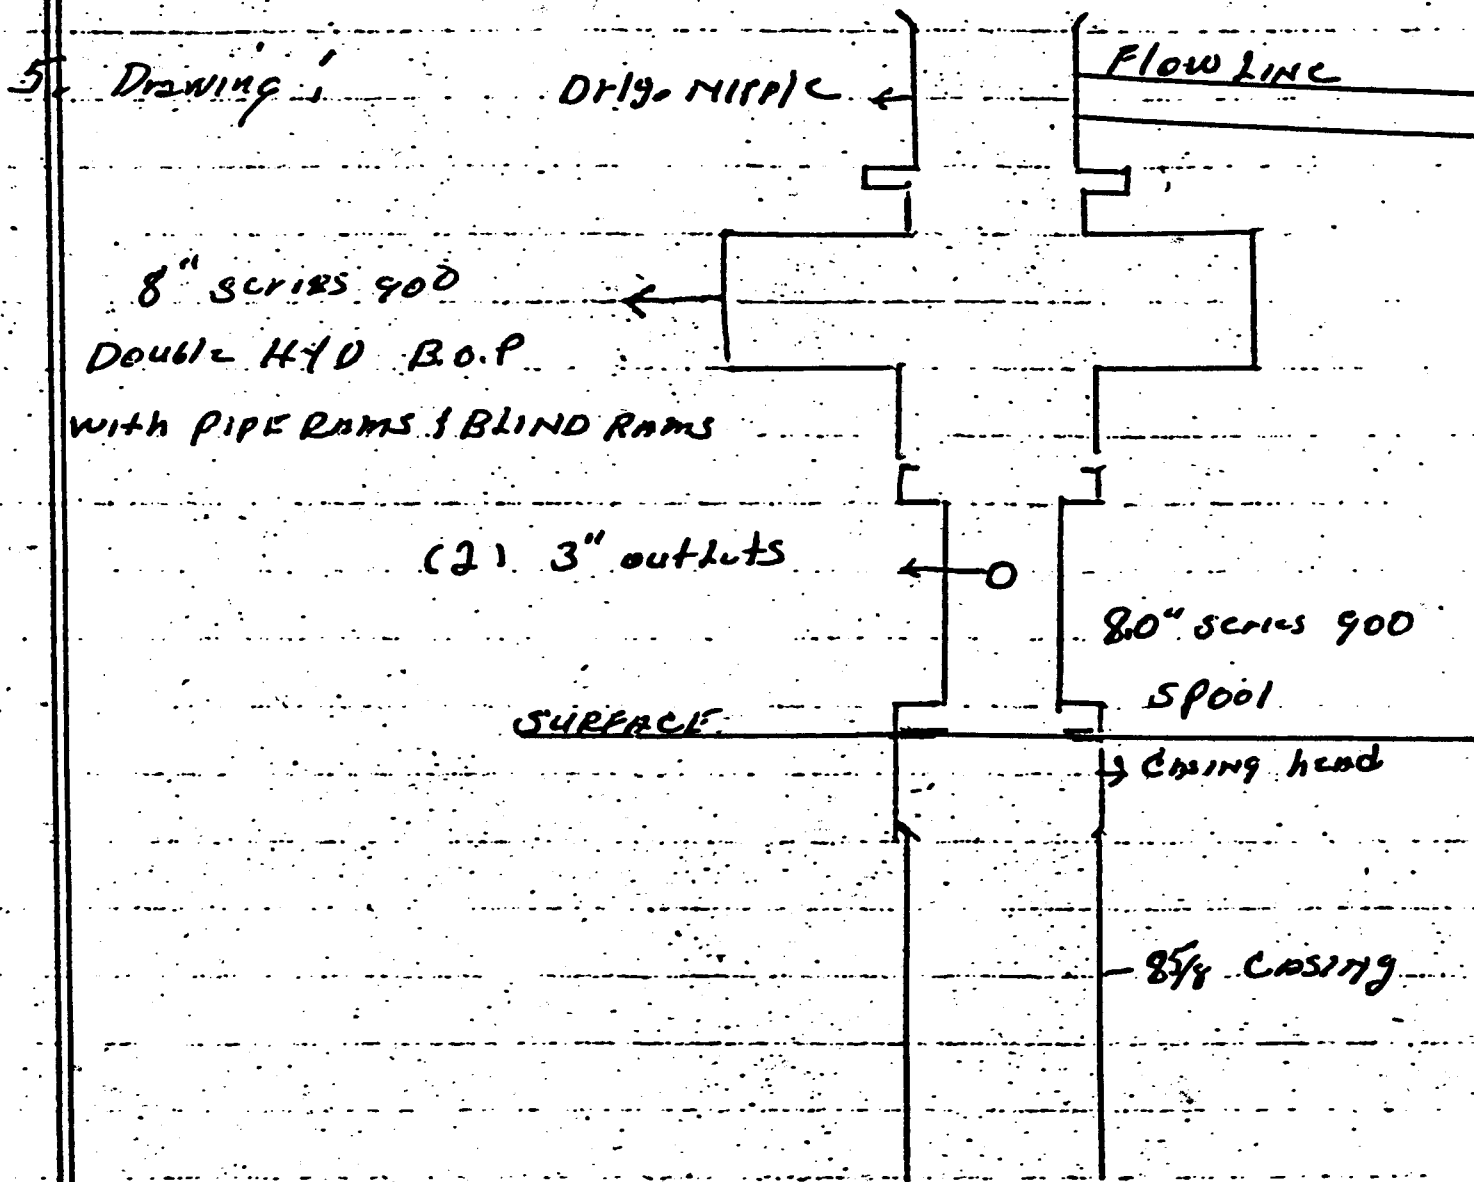 5. Drawing:
Drlg. Nipple
Flow Line
8" series 900
Double HYD B.O.P
with PIPE RAMS & BLIND RAMS
(2) 3" outlets
8.0" series 900
Spool
SURFACE
Casing head
8 5/8 Casing